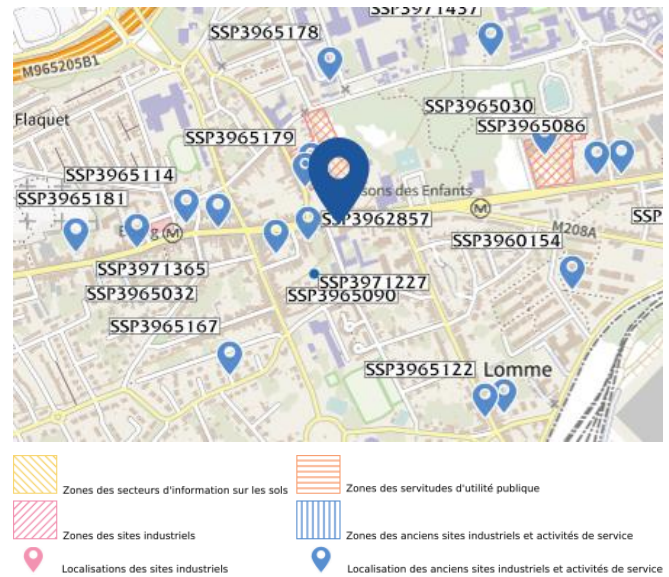 SSP3971437
SSP3965178
M965205B1
SSP3965030
Flaquet
SSP3965086
SSP3965179
SSP3965114
sons des Enfants
SSP3965181
SSP3962857
SSP
M
M
M208A
SSP3960154
SSP3971365
SSP3971227
SSP3965032
SSP3965090
SSP3965167
SSP3965122
Lomme
Zones des secteurs d'information sur les sols
Zones des servitudes d'utilité publique
Zones des sites industriels
Zones des anciens sites industriels et activités de service
Localisations des sites industriels
Localisation des anciens sites industriels et activités de service